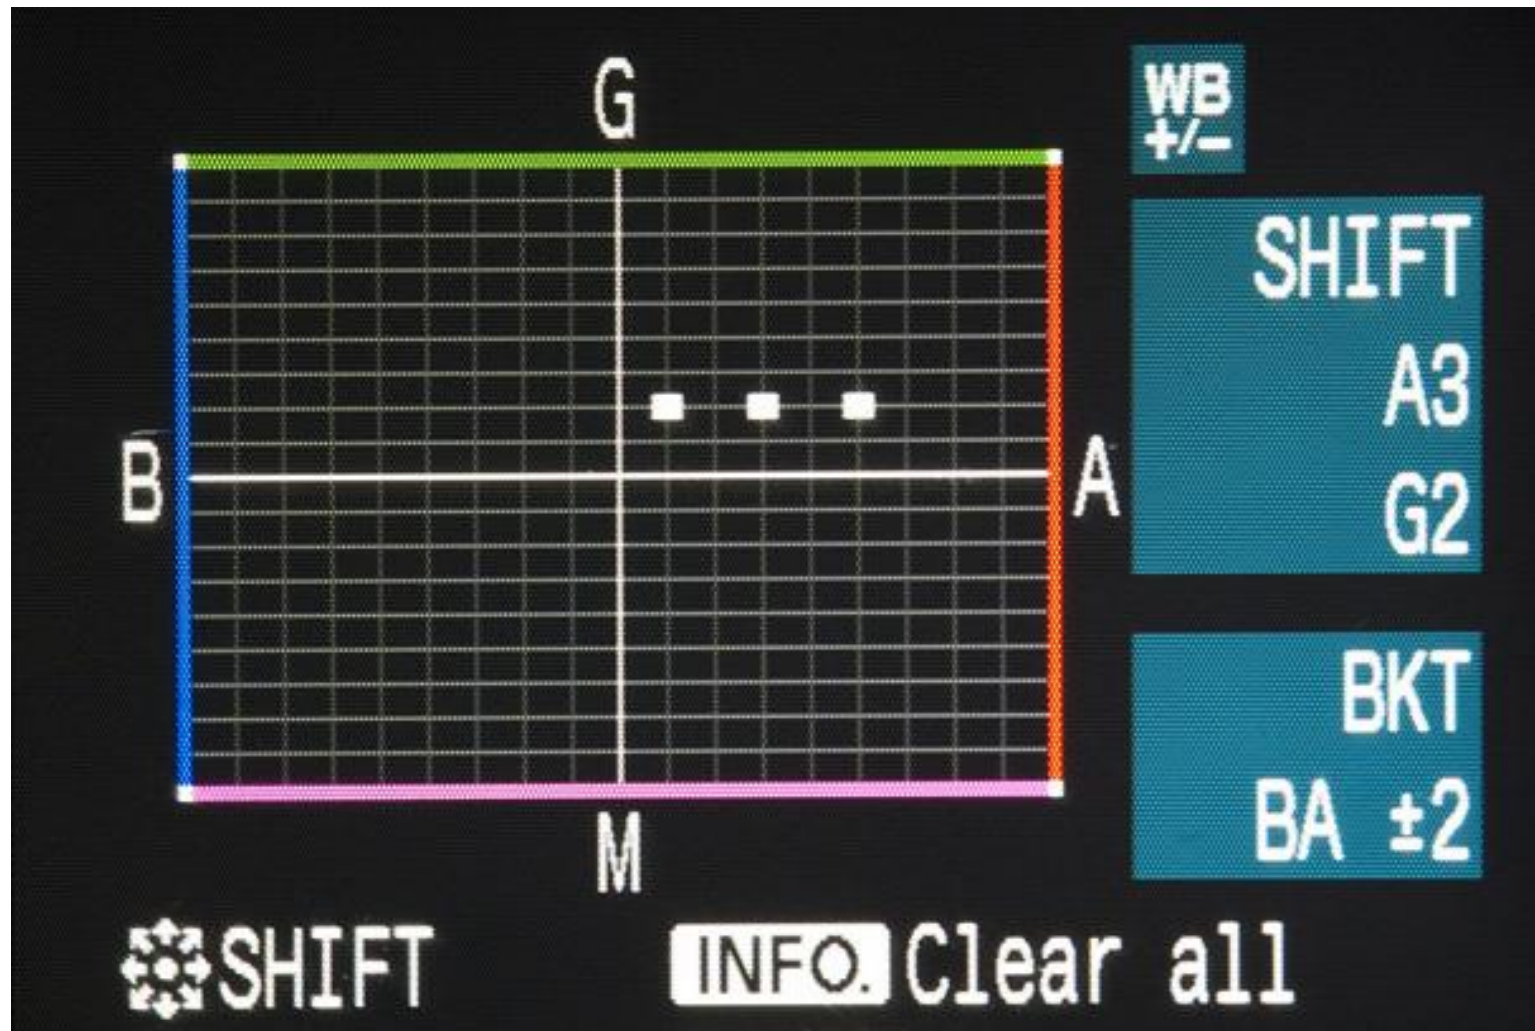 G
WB
+/-
SHIFT
A3
G2
B
A
BKT
BA ±2
M
SHIFT
INFO. Clear all